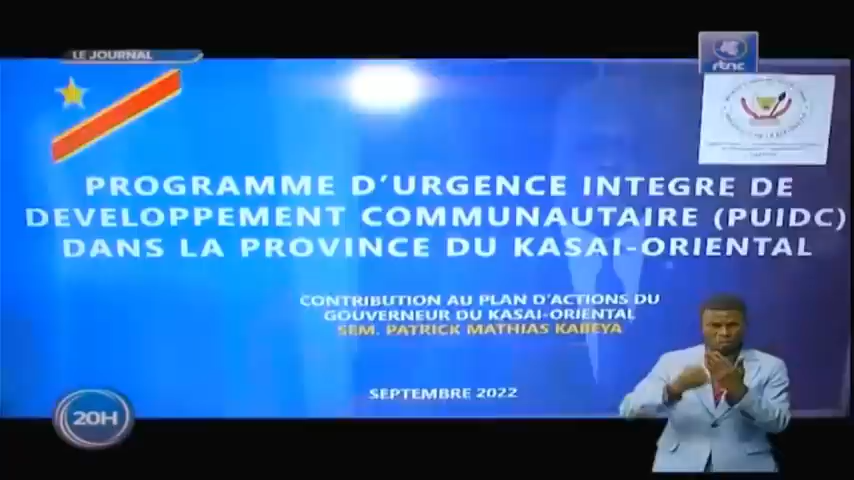 LE JOURNAL
rtnc
PROGRAMME D'URGENCE INTEGRE DE
DEVELOPPEMENT COMMUNAUTAIRE (PUIDC)
DANS LA PROVINCE DU KASAI-ORIENTAL
CONTRIBUTION AU PLAN D'ACTIONS DU
GOUVERNEUR DU KASAI-ORIENTAL
SEM. PATRICK MATHIAS KABEYA
SEPTEMBRE 2022
20H